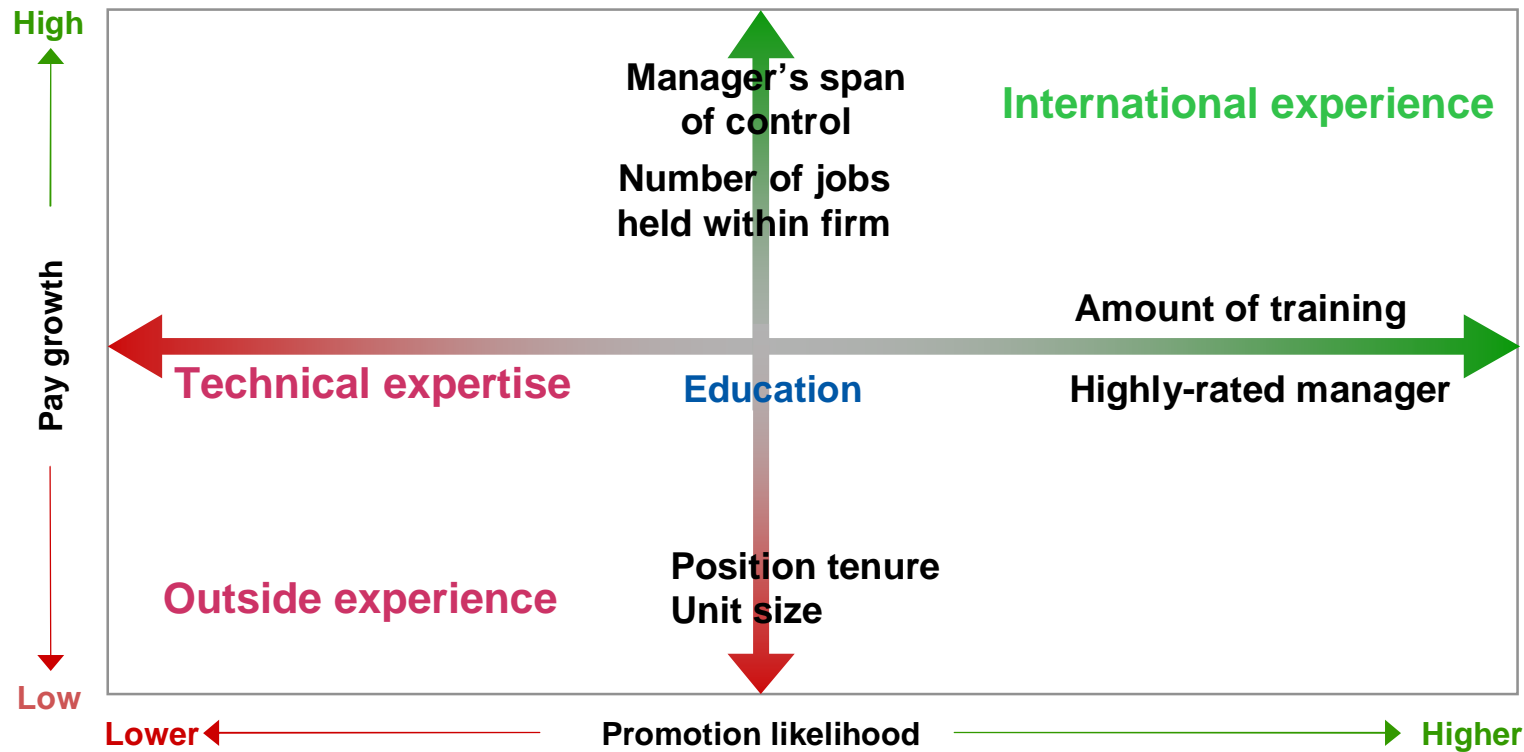 High
Manager’s span
of control
International experience
Number of jobs
held within firm
Pay growth
Amount of training
Technical expertise
Education
Highly-rated manager
Position tenure
Unit size
Outside experience
Low
Lower
Promotion likelihood
Higher